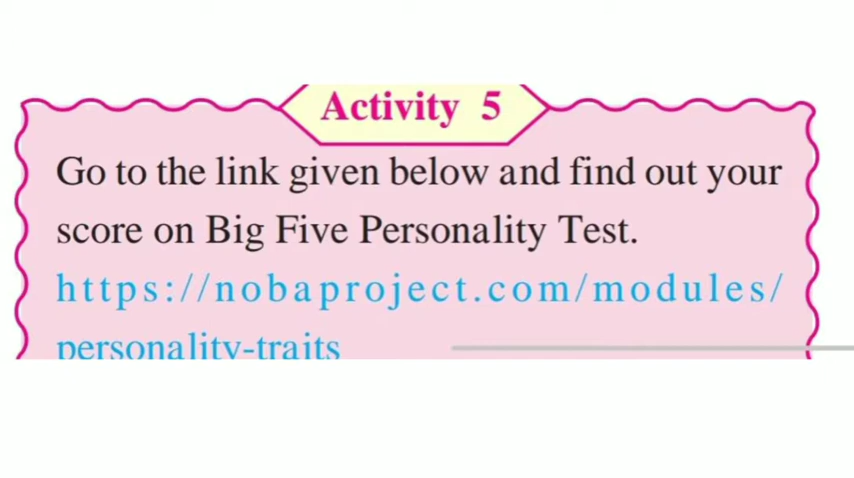 Activity 5
Go to the link given below and find out your
score on Big Five Personality Test.
https://nobaproject.com/modules/
personality-traits